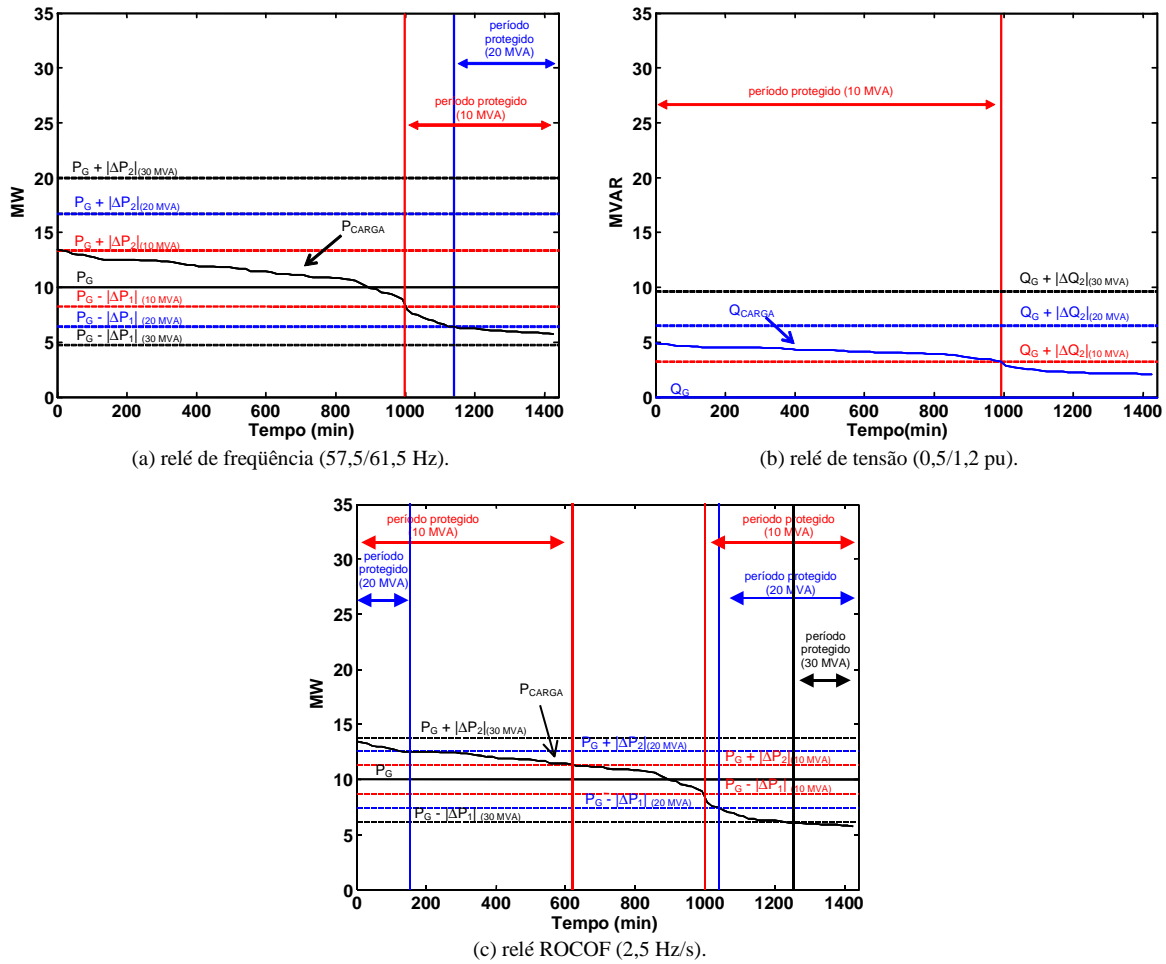 período
protegido
(20 MVA)
período protegido
(10 MVA)
P_G + |ΔP_2|(30 MVA)
P_G + |ΔP_2|(20 MVA)
P_CARGA
P_G + |ΔP_2|(10 MVA)
P_G
P_G - |ΔP_1| (10 MVA)
P_G - |ΔP_1| (20 MVA)
P_G - |ΔP_1| (30 MVA)
MW
35
30
25
20
15
10
5
0
0 200 400 600 800 1000 1200 1400
Tempo (min)
(a) relé de freqüência (57,5/61,5 Hz).
período protegido (10 MVA)
Q_G + |ΔQ_2|(30 MVA)
Q_G + |ΔQ_2|(20 MVA)
Q_CARGA
Q_G + |ΔQ_2|(10 MVA)
Q_G
MVAR
35
30
25
20
15
10
5
0
0 200 400 600 800 1000 1200 1400
Tempo(min)
(b) relé de tensão (0,5/1,2 pu).
período protegido
(10 MVA)
periodo protegido
(10 MVA)
período
protegido
(20 MVA)
período protegido
(20 MVA)
período
protegido
(30 MVA)
P_CARGA
P_G + |ΔP_2|(30 MVA)
P_G + |ΔP_2|(20 MVA)
P_G + |ΔP_2|(10 MVA)
P_G
P_G - |ΔP_1| (10 MVA)
P_G - |ΔP_1| (20 MVA)
P_G - |ΔP_1| (30 MVA)
MW
35
30
25
20
15
10
5
0
0 200 400 600 800 1000 1200 1400
Tempo (min)
(c) relé ROCOF (2,5 Hz/s).